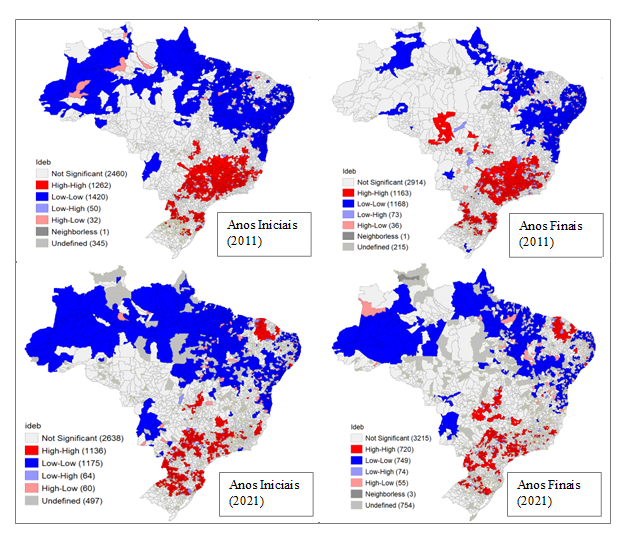 Ideb
Not Significant (2460)
High-High (1262)
Low-Low (1420)
Low-High (50)
High-Low (32)
Neighborless (1)
Undefined (345)
Anos Iniciais
(2011)
Ideb
Not Significant (2914)
High-High (1163)
Low-Low (1168)
Low-High (73)
High-Low (36)
Neighborless (1)
Undefined (215)
Anos Finais
(2011)
ideb
Not Significant (2638)
High-High (1136)
Low-Low (1175)
Low-High (64)
High-Low (60)
Undefined (497)
Anos Iniciais
(2021)
Ideb
Not Significant (3215)
High-High (720)
Low-Low (749)
Low-High (74)
High-Low (55)
Neighborless (3)
Undefined (754)
Anos Finais
(2021)